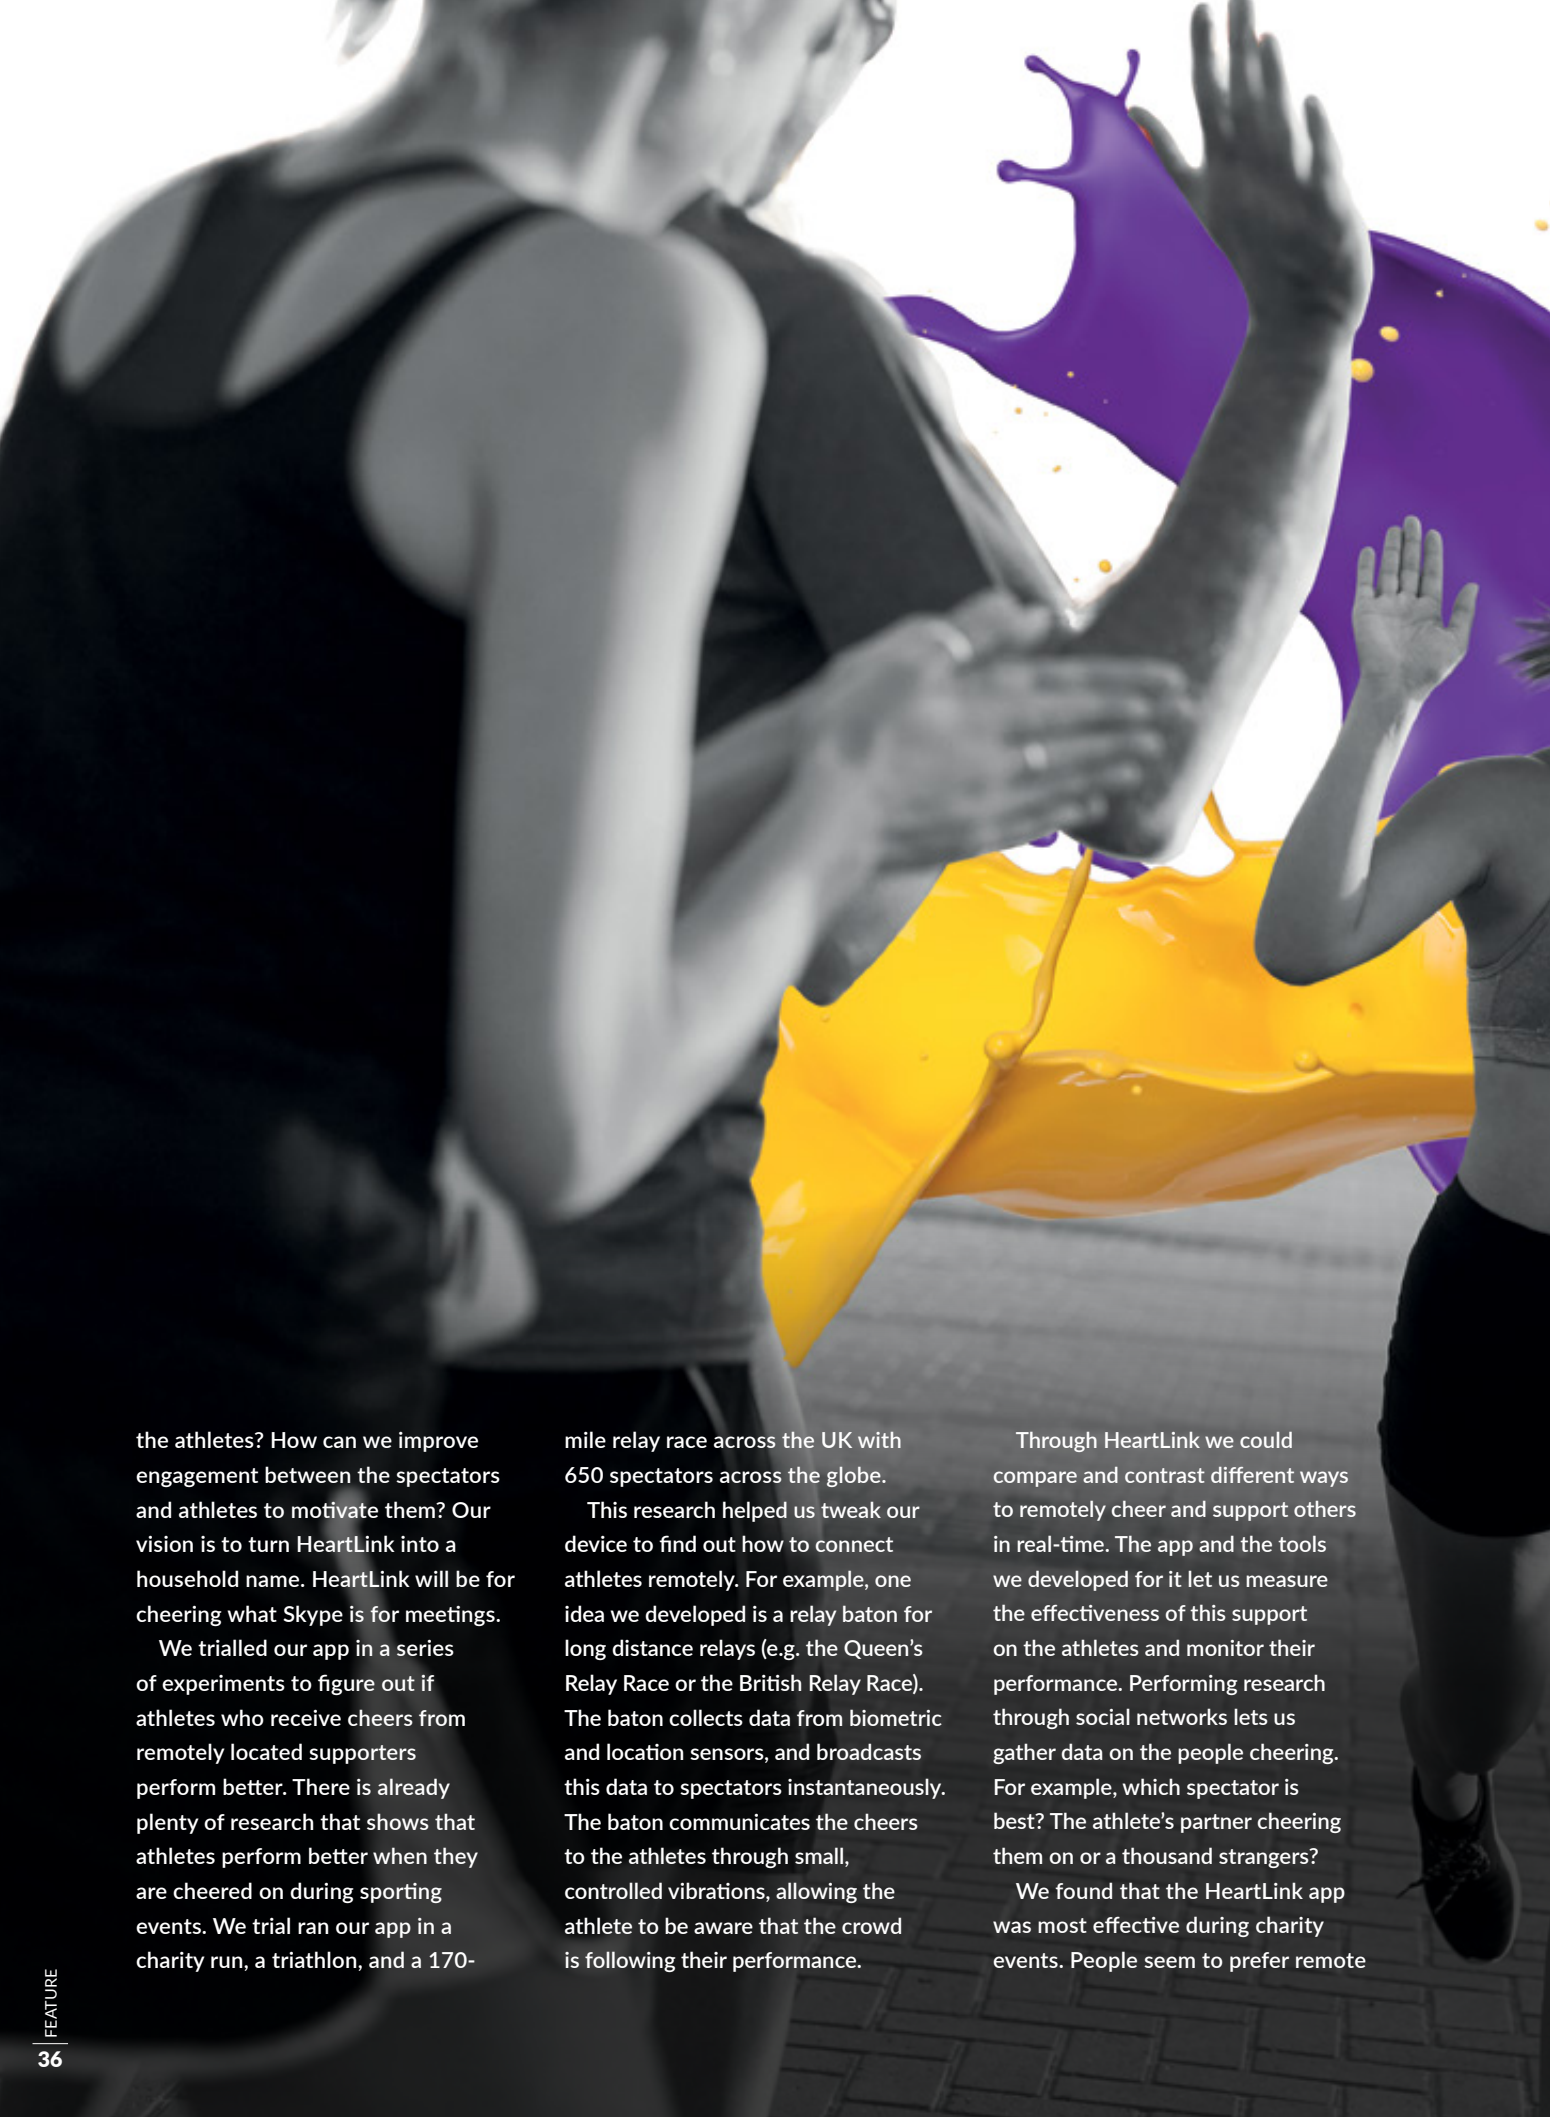 the athletes? How can we improve
engagement between the spectators
and athletes to motivate them? Our
vision is to turn HeartLink into a
household name. HeartLink will be for
cheering what Skype is for meetings.
We trialled our app in a series
of experiments to figure out if
athletes who receive cheers from
remotely located supporters
perform better. There is already
plenty of research that shows that
athletes perform better when they
are cheered on during sporting
events. We trial ran our app in a
charity run, a triathlon, and a 170-
mile relay race across the UK with
650 spectators across the globe.
This research helped us tweak our
device to find out how to connect
athletes remotely. For example, one
idea we developed is a relay baton for
long distance relays (e.g. the Queen’s
Relay Race or the British Relay Race).
The baton collects data from biometric
and location sensors, and broadcasts
this data to spectators instantaneously.
The baton communicates the cheers
to the athletes through small,
controlled vibrations, allowing the
athlete to be aware that the crowd
is following their performance.
Through HeartLink we could
compare and contrast different ways
to remotely cheer and support others
in real-time. The app and the tools
we developed for it let us measure
the effectiveness of this support
on the athletes and monitor their
performance. Performing research
through social networks lets us
gather data on the people cheering.
For example, which spectator is
best? The athlete’s partner cheering
them on or a thousand strangers?
We found that the HeartLink app
was most effective during charity
events. People seem to prefer remote
FEATURE
36